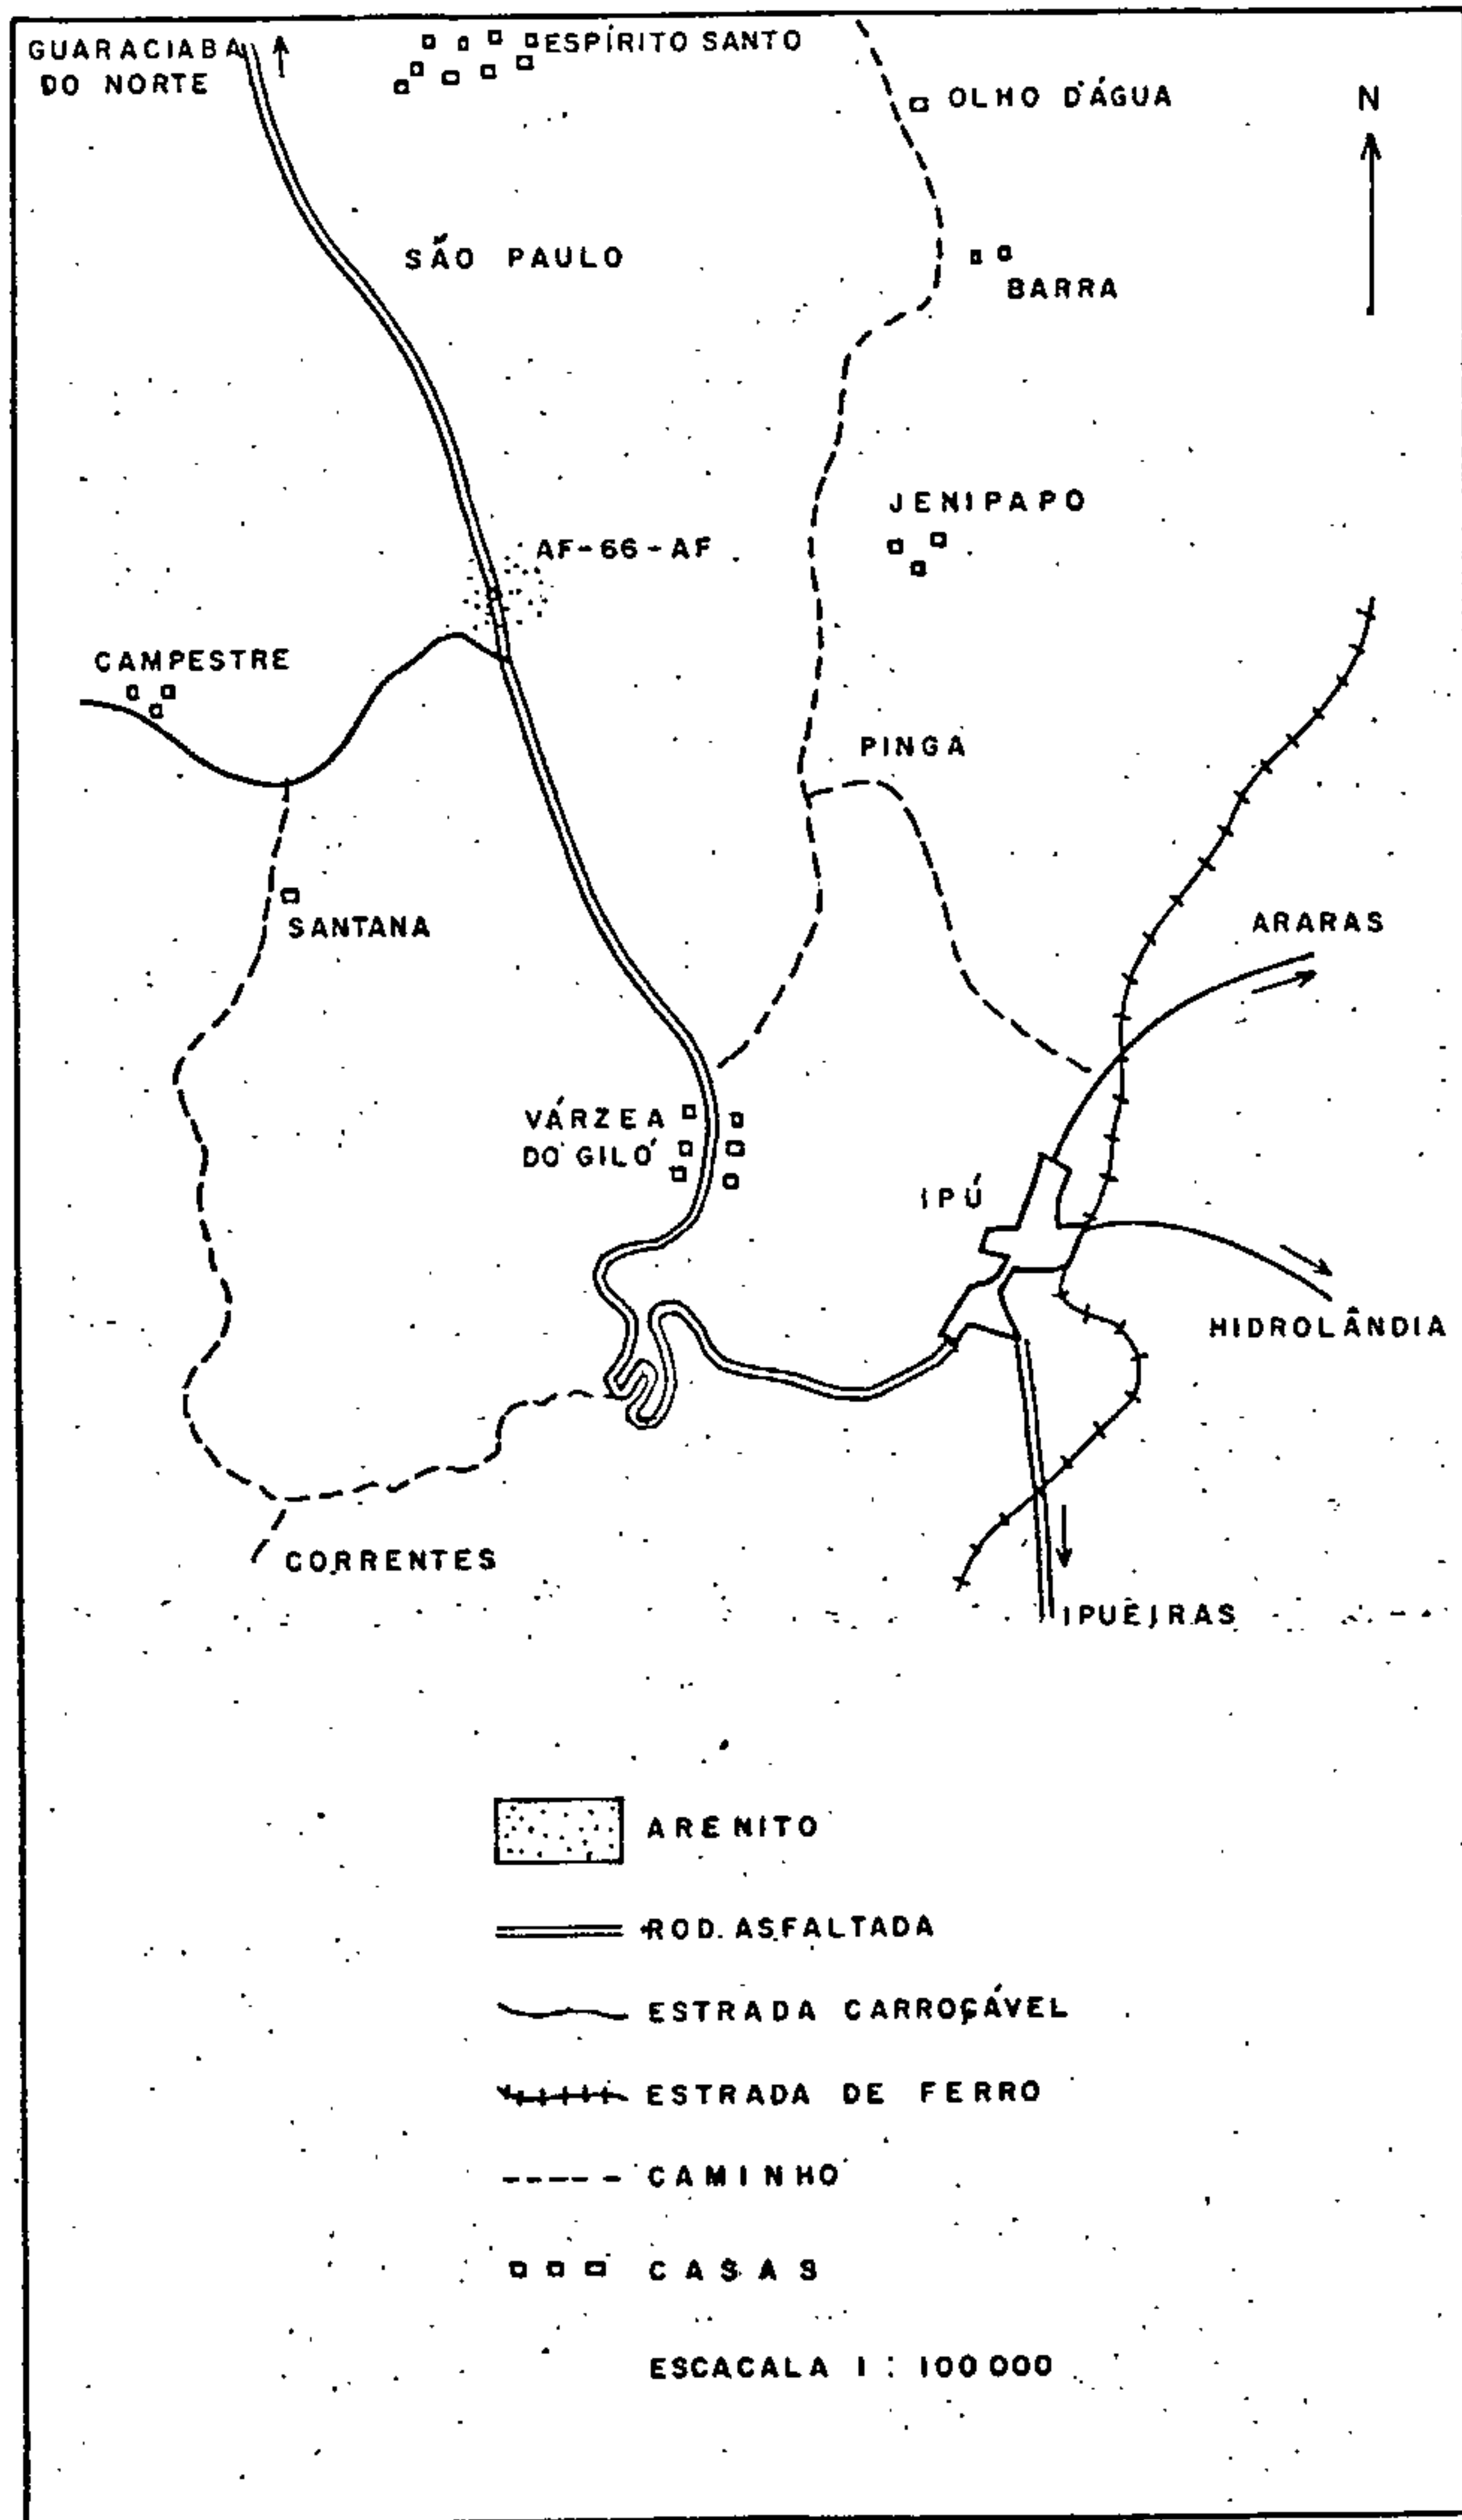 GUARACIABA
DO NORTE
ESPÍRITO SANTO
OLHO D'ÁGUA
N
SÃO PAULO
BARRA
JENIPAPO
AF-66-AF
CAMPESTRE
PINGA
SANTANA
ARARAS
VÁRZEA
DO GILÓ
IPÚ
HIDROLÂNDIA
CORRENTES
IPUEIRAS
ARENITO
ROD. ASFALTADA
ESTRADA CARROÇÁVEL
ESTRADA DE FERRO
CAMINHO
CASAS
ESCACALA 1 : 100 000